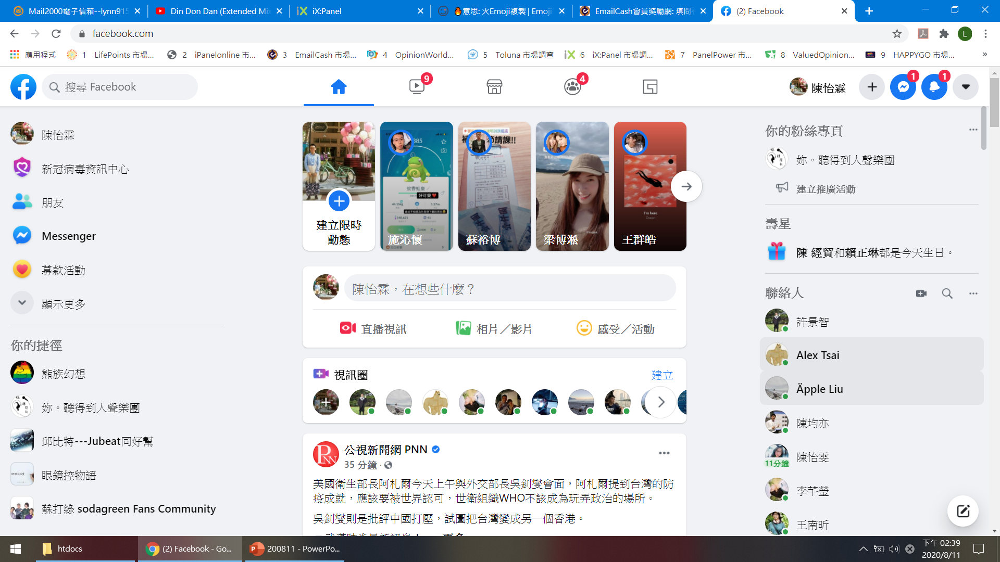 Mail2000電子信箱--lynn915
Din Don Dan (Extended Mix
iX:Panel
🔥意思: 火Emoji複製 | Emoji
EmailCash會員獎勵網: 填問
(2) Facebook
facebook.com
L
應用程式
1 LifePoints 市場...
2 iPanelonline 市...
3 EmailCash 市場...
4 OpinionWorld...
5 Toluna 市場調查
6 iX:Panel 市場調...
7 PanelPower 市...
8 ValuedOpinion...
9 HAPPYGO 市場...
»
搜尋 Facebook
9
4
陳怡霖
1
1
陳怡霖
新冠病毒資訊中心
朋友
Messenger
募款活動
顯示更多
你的捷徑
熊族幻想
妳。聽得到人聲樂團
邱比特---Jubeat同好幫
眼鏡控物語
蘇打綠 sodagreen Fans Community
建立限時
動態
385
蚊香蛙皇
好可愛
44.15kg
1.27m
施沁懷
節請課!!
蘇裕博
梁博淞
I'm here
Ocean
王群皓
陳怡霖，在想些什麼？
直播視訊
相片／影片
感受／活動
視訊圈
建立
PNN
公視新聞網 PNN
35 分鐘 ·
美國衛生部長阿札爾今天上午與外交部長吳釗燮會面，阿札爾提到台灣的防
疫成就，應該要被世界認可，世衛組織WHO不該成為玩弄政治的場所。
吳釗燮則是批評中國打壓，試圖把台灣變成另一個香港。
你的粉絲專頁
妳。聽得到人聲樂團
建立推廣活動
壽星
陳 經貿和賴正琳都是今天生日。
聯絡人
許景智
Alex Tsai
Äpple Liu
陳均亦
陳怡雯
11分鐘
李芊瑩
王南昕
htdocs
(2) Facebook - Go...
200811 - PowerPo...
下午 02:39
2020/8/11